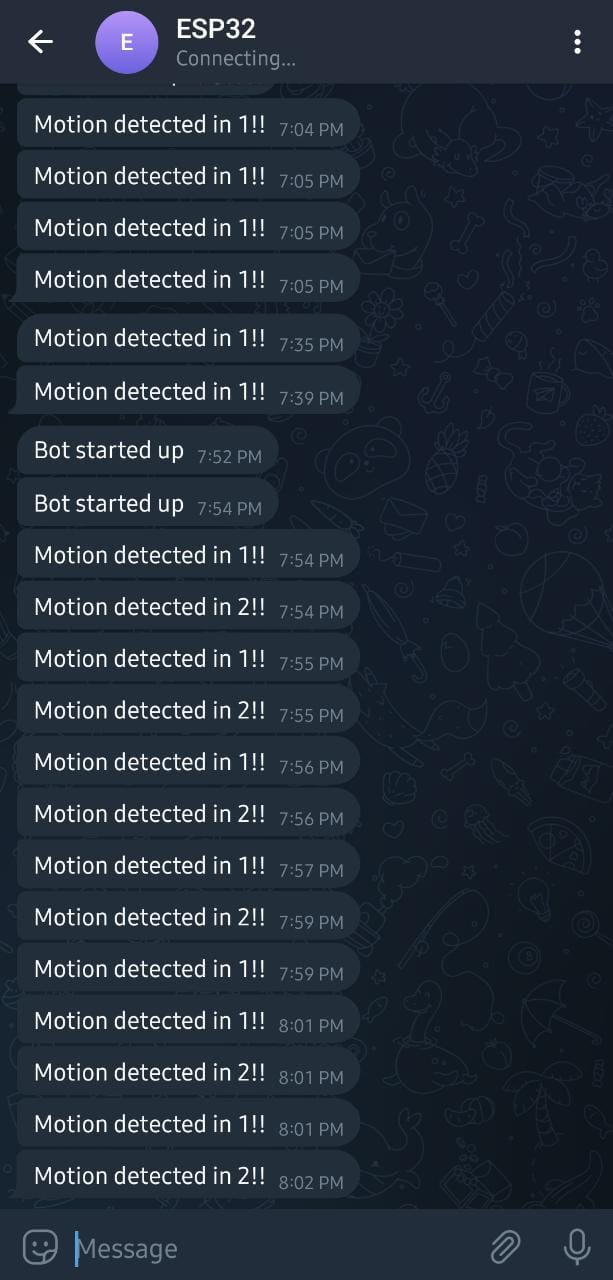 E
ESP32
Connecting...
Motion detected in 1!! 7:04 PM
Motion detected in 1!! 7:05 PM
Motion detected in 1!! 7:05 PM
Motion detected in 1!! 7:05 PM
Motion detected in 1!! 7:35 PM
Motion detected in 1!! 7:39 PM
Bot started up 7:52 PM
Bot started up 7:54 PM
Motion detected in 1!! 7:54 PM
Motion detected in 2!! 7:54 PM
Motion detected in 1!! 7:55 PM
Motion detected in 2!! 7:55 PM
Motion detected in 1!! 7:56 PM
Motion detected in 2!! 7:56 PM
Motion detected in 1!! 7:57 PM
Motion detected in 2!! 7:59 PM
Motion detected in 1!! 7:59 PM
Motion detected in 1!! 8:01 PM
Motion detected in 2!! 8:01 PM
Motion detected in 1!! 8:01 PM
Motion detected in 2!! 8:02 PM
Message